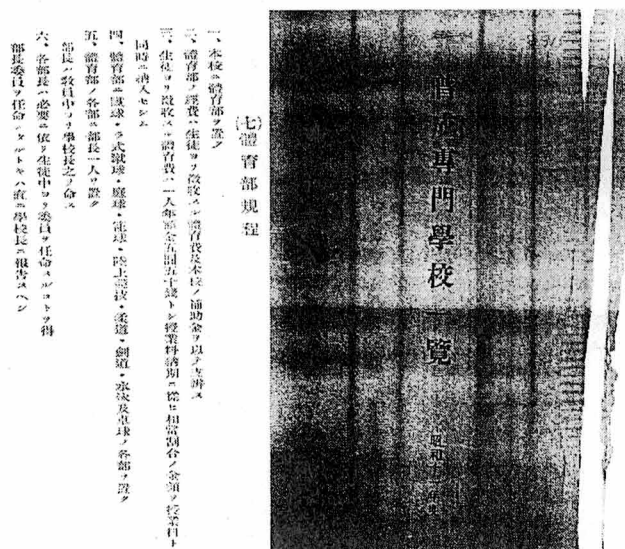 專門學校一覽
昭和
(七)體育部規程
一、本校ニ體育部ヲ置ク
二、體育部ノ經費ハ生徒ヨリ徵收スル體育費及本校ノ補助金ヲ以テ支辨ス
三、生徒ヨリ徵收スル體育費ハ一人年額金五圓五十錢トシ授業料納期ニ從ヒ相當割合ノ金額ヲ授業料ト
同時ニ納入セシム
四、體育部ニ蹴球・ラ式蹴球・庭球・陸上競技・柔道・劍道・水泳及卓球ノ各部ヲ置ク
五、體育部ノ各部ニ部長一人ヲ置ク
部長ハ敎員中ヨリ學校長之ヲ命ス
六、各部長ハ必要ニ依リ生徒中ヨリ委員ヲ任命スルコトヲ得
部長委員ヲ任命シタルトキハ直ニ學校長ニ報告スヘシ